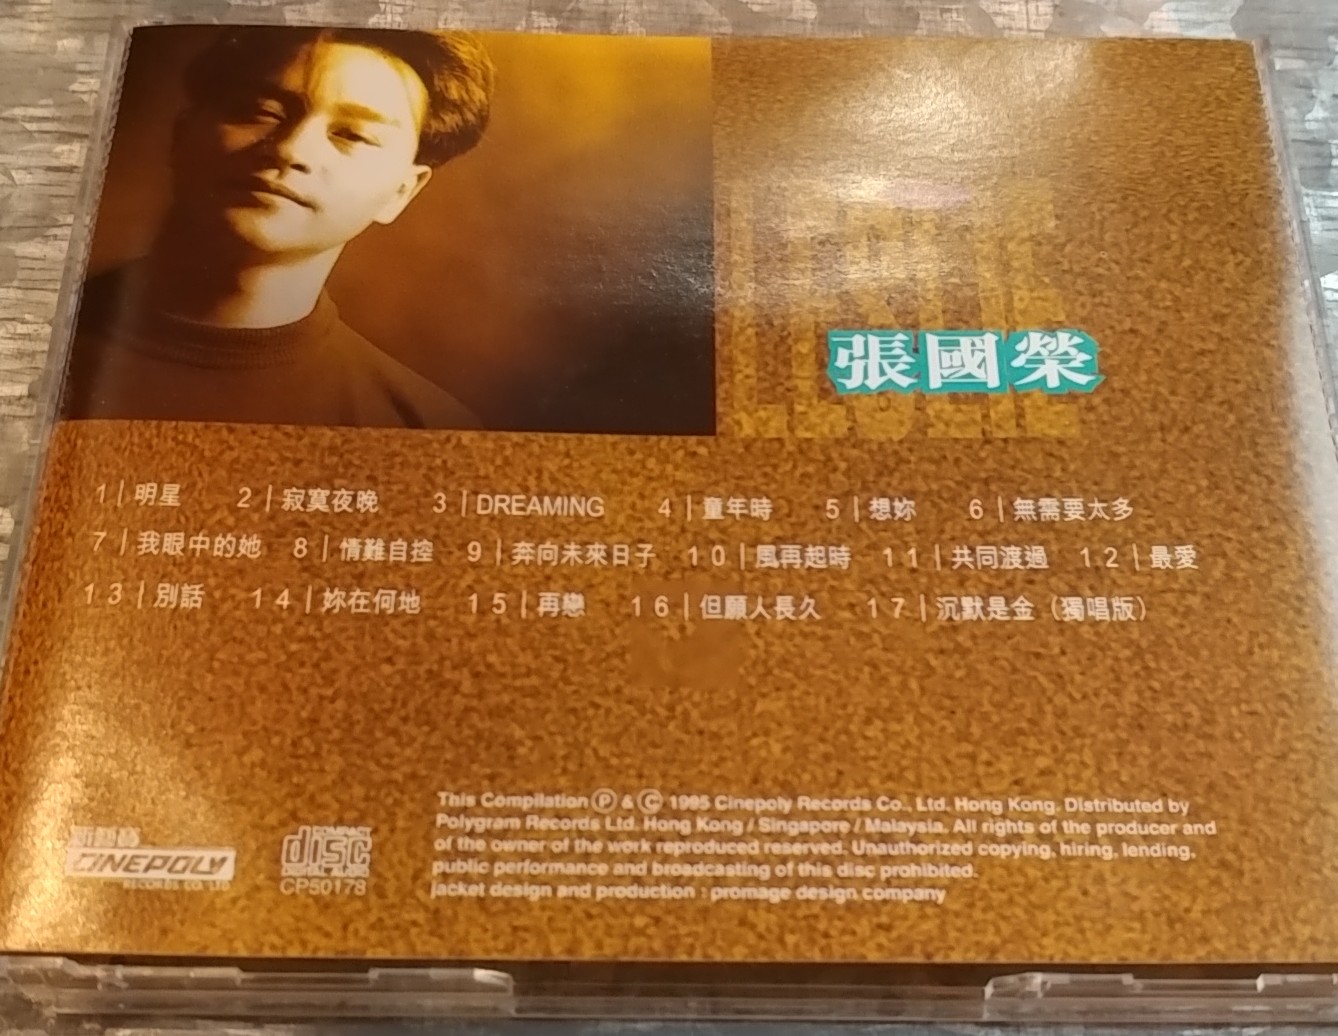 LESLIE
張國榮
1｜明星 2｜寂寞夜晚 3｜DREAMING 4｜童年時 5｜想妳 6｜無需要太多
7｜我眼中的她 8｜情難自控 9｜奔向未來日子 10｜風再起時 11｜共同渡過 12｜最愛
13｜別話 14｜妳在何地 15｜再戀 16｜但願人長久 17｜沉默是金（獨唱版）
This Compilation Ⓟ & Ⓒ 1995 Cinepoly Records Co., Ltd. Hong Kong. Distributed by
Polygram Records Ltd. Hong Kong / Singapore / Malaysia. All rights of the producer and
of the owner of the work reproduced reserved. Unauthorized copying, hiring, lending,
public performance and broadcasting of this disc prohibited.
jacket design and production : promage design company
新藝寶
CINEPOLY
RECORDS CO. LTD
COMPACT
disc
DIGITAL AUDIO
CP50178